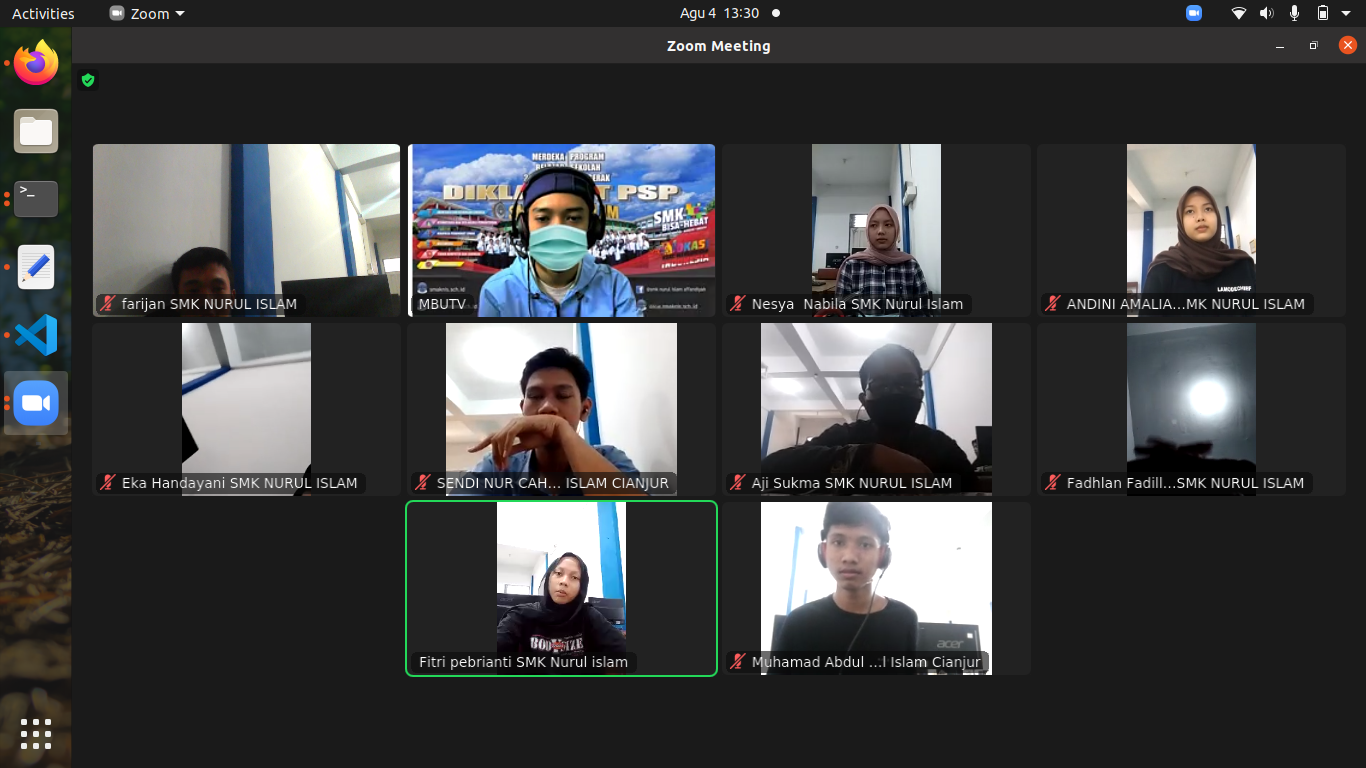 Activities
Zoom
Agu 4 13:30
Zoom Meeting
>_
farijan SMK NURUL ISLAM
MERDEKA PROGRAM
SEKOLAH
PSP
SMK
BISA-HEBAT
INDONESIA
MBUTV
Nesya Nabila SMK Nurul Islam
ANDINI AMALIA...MK NURUL ISLAM
Eka Handayani SMK NURUL ISLAM
SENDI NUR CAH... ISLAM CIANJUR
Aji Sukma SMK NURUL ISLAM
Fadhlan Fadill...SMK NURUL ISLAM
Fitri pebrianti SMK Nurul islam
acer
Muhamad Abdul ...l Islam Cianjur